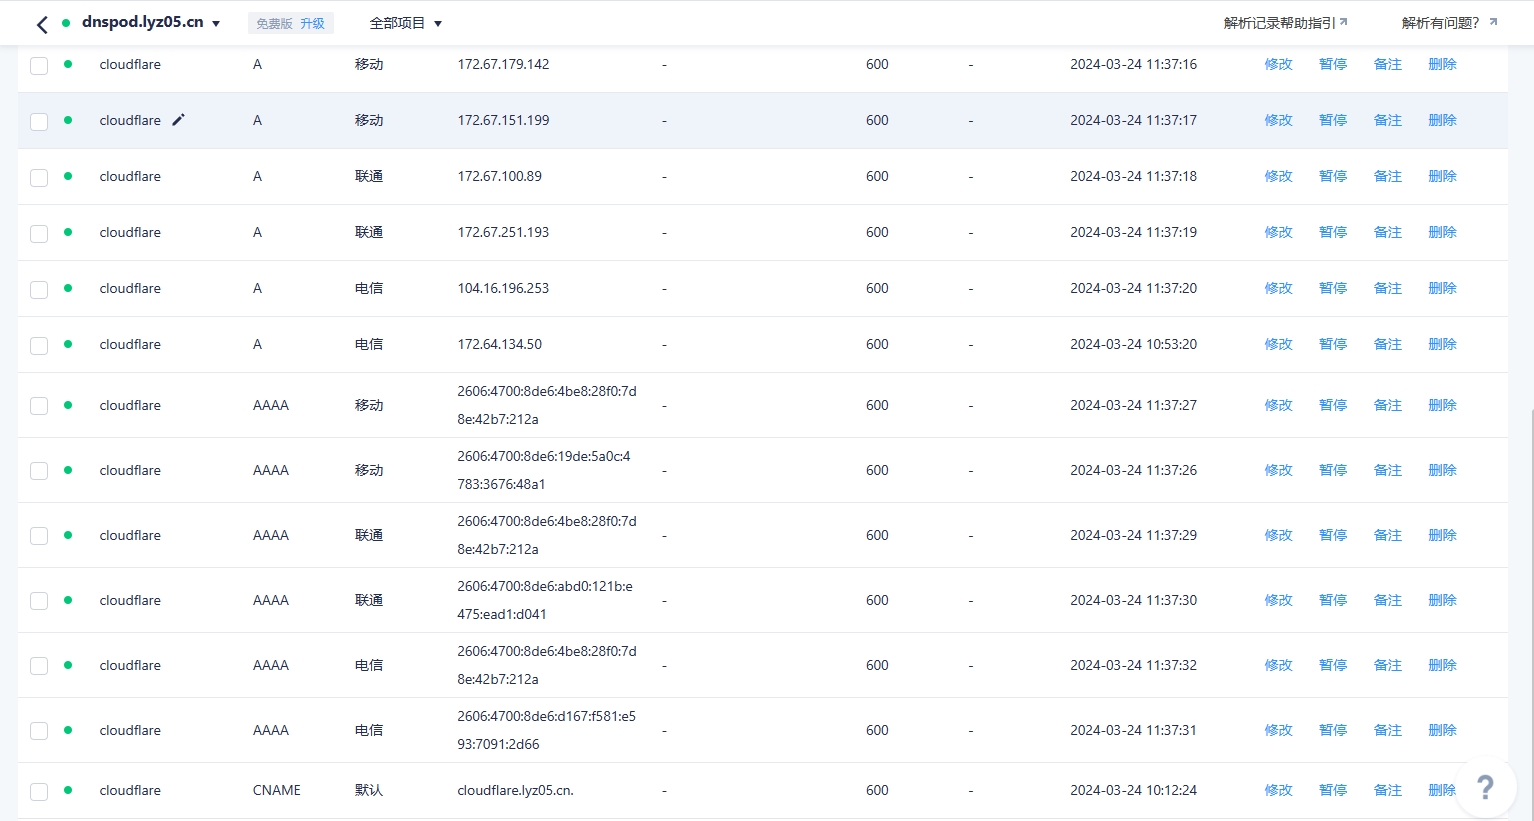 dnspod.lyz05.cn 免费版 升级 全部项目 解析记录帮助指引 解析有问题？
cloudflare A 移动 172.67.179.142 - 600 - 2024-03-24 11:37:16 修改 暂停 备注 删除
cloudflare A 移动 172.67.151.199 - 600 - 2024-03-24 11:37:17 修改 暂停 备注 删除
cloudflare A 联通 172.67.100.89 - 600 - 2024-03-24 11:37:18 修改 暂停 备注 删除
cloudflare A 联通 172.67.251.193 - 600 - 2024-03-24 11:37:19 修改 暂停 备注 删除
cloudflare A 电信 104.16.196.253 - 600 - 2024-03-24 11:37:20 修改 暂停 备注 删除
cloudflare A 电信 172.64.134.50 - 600 - 2024-03-24 10:53:20 修改 暂停 备注 删除
cloudflare AAAA 移动 2606:4700:8de6:4be8:28f0:7d
8e:42b7:212a - 600 - 2024-03-24 11:37:27 修改 暂停 备注 删除
cloudflare AAAA 移动 2606:4700:8de6:19de:5a0c:4
783:3676:48a1 - 600 - 2024-03-24 11:37:26 修改 暂停 备注 删除
cloudflare AAAA 联通 2606:4700:8de6:4be8:28f0:7d
8e:42b7:212a - 600 - 2024-03-24 11:37:29 修改 暂停 备注 删除
cloudflare AAAA 联通 2606:4700:8de6:abd0:121b:e
475:ead1:d041 - 600 - 2024-03-24 11:37:30 修改 暂停 备注 删除
cloudflare AAAA 电信 2606:4700:8de6:4be8:28f0:7d
8e:42b7:212a - 600 - 2024-03-24 11:37:32 修改 暂停 备注 删除
cloudflare AAAA 电信 2606:4700:8de6:d167:f581:e5
93:7091:2d66 - 600 - 2024-03-24 11:37:31 修改 暂停 备注 删除
cloudflare CNAME 默认 cloudflare.lyz05.cn. - 600 - 2024-03-24 10:12:24 修改 暂停 备注 删除
?